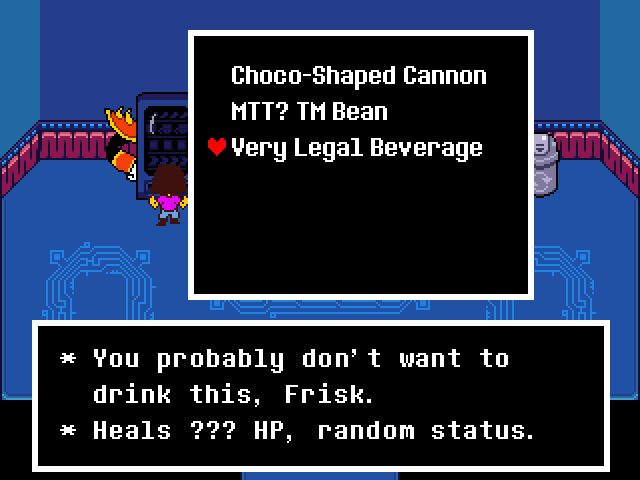 Choco-Shaped Cannon
MTT? TM Bean
Very Legal Beverage
* You probably don't want to
drink this, Frisk.
* Heals ??? HP, random status.